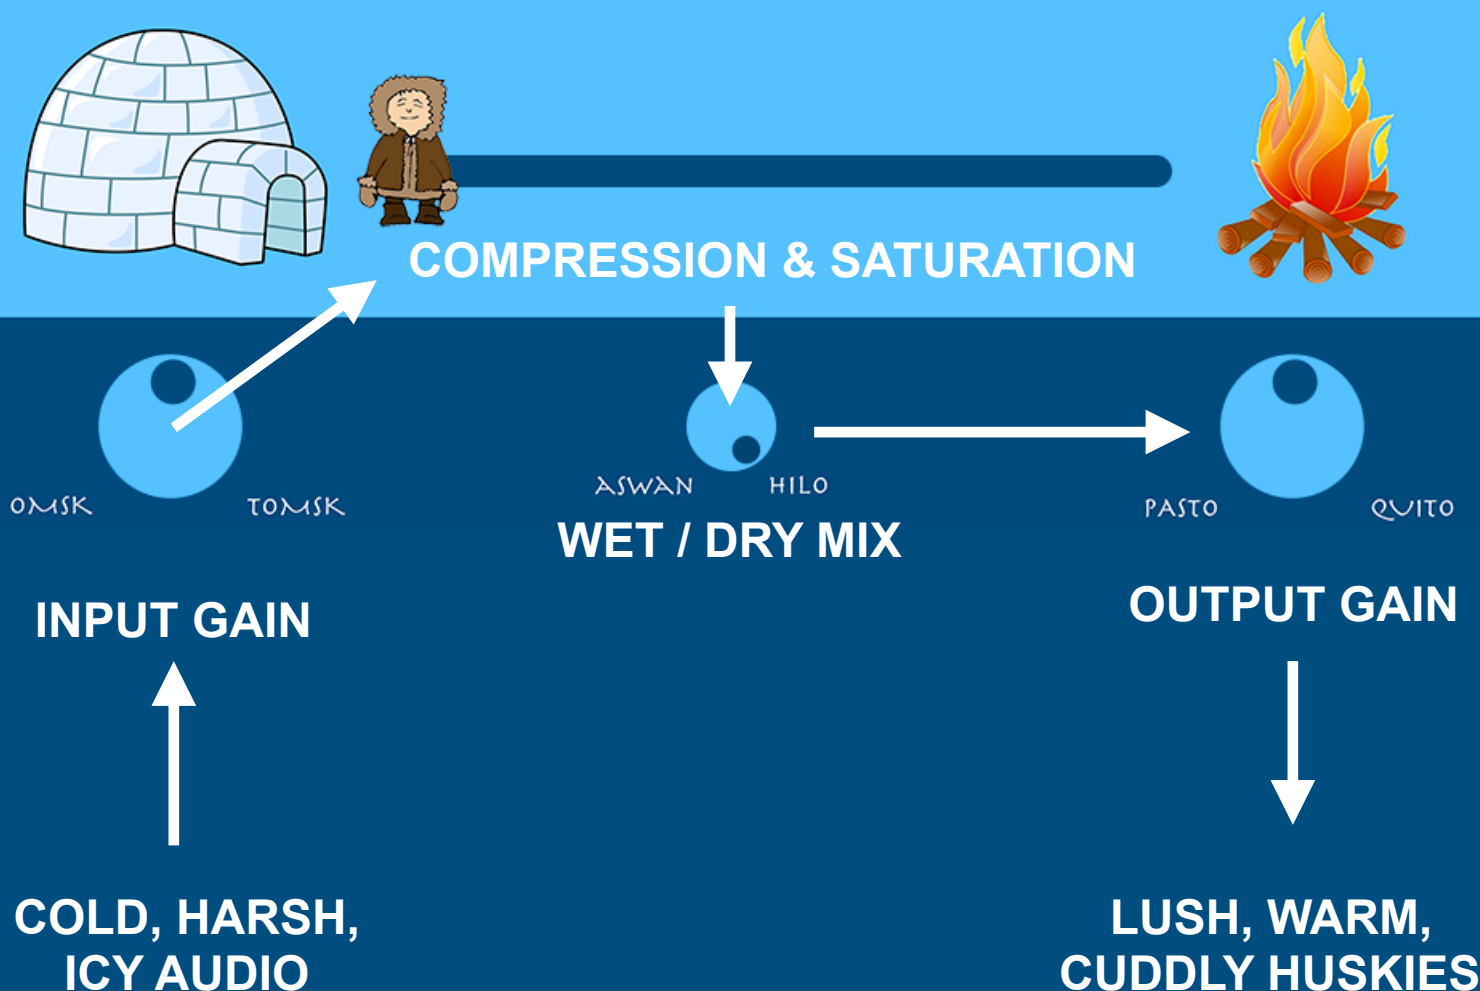 COMPRESSION & SATURATION
OMSK
TOMSK
ASWAN
HILO
PASTO
QUITO
WET / DRY MIX
INPUT GAIN
OUTPUT GAIN
COLD, HARSH,
ICY AUDIO
LUSH, WARM,
CUDDLY HUSKIES